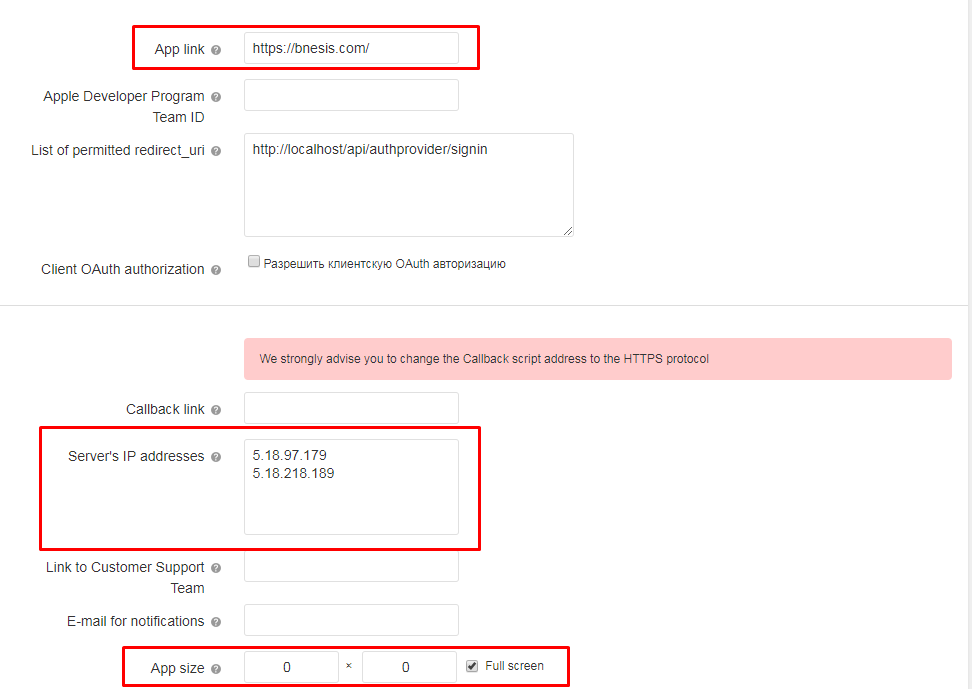 App link ? https://bnesis.com/
Apple Developer Program ?
Team ID
List of permitted redirect_uri ? http://localhost/api/authprovider/signin
Client OAuth authorization ? Разрешить клиентскую OAuth авторизацию
We strongly advise you to change the Callback script address to the HTTPS protocol
Callback link ?
Server's IP addresses ? 5.18.97.179
5.18.218.189
Link to Customer Support ?
Team
E-mail for notifications ?
App size ? 0 × 0 Full screen